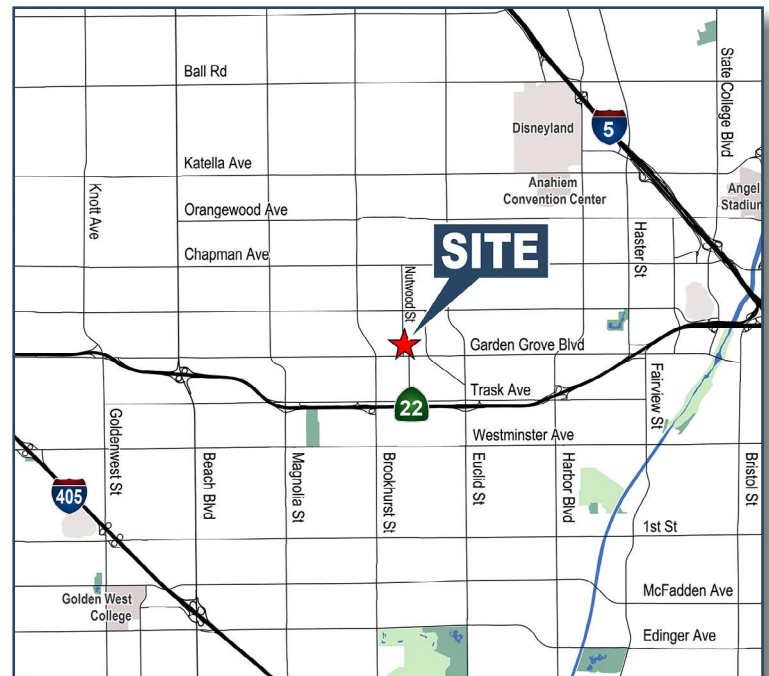 Ball Rd
State College Blvd
5
Disneyland
Katella Ave
Anahiem
Convention Center
Angel
Stadium
Knott Ave
Orangewood Ave
Haster St
SITE
Chapman Ave
Nutwood St
Garden Grove Blvd
Trask Ave
Fairview St
22
Goldenwest St
Westminster Ave
Beach Blvd
Magnolia St
Brookhurst St
Euclid St
Harbor Blvd
Bristol St
405
1st St
Golden West
College
McFadden Ave
Edinger Ave